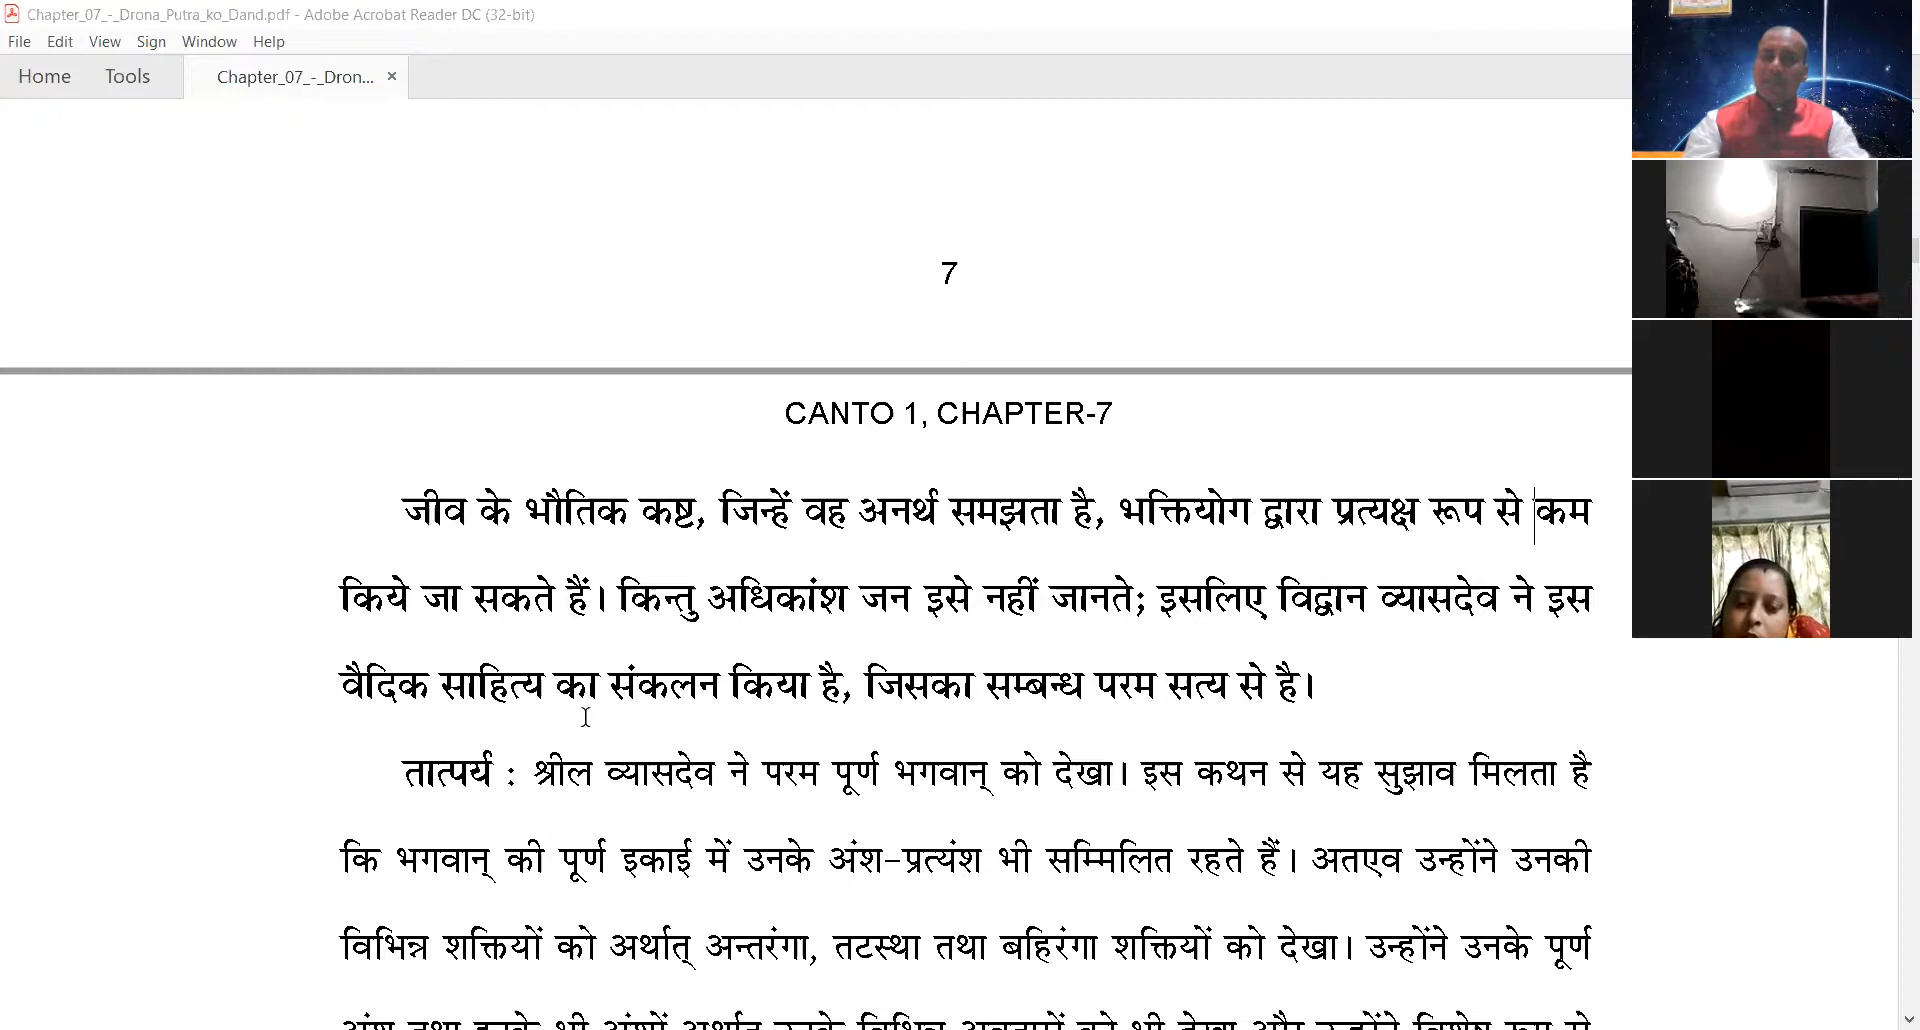 Chapter_07_-_Drona_Putra_ko_Dand.pdf - Adobe Acrobat Reader DC (32-bit)
File Edit View Sign Window Help
Home Tools Chapter_07_-_Dron... ×
7
CANTO 1, CHAPTER-7
जीव के भौतिक कष्ट, जिन्हें वह अनर्थ समझता है, भक्तियोग द्वारा प्रत्यक्ष रूप से कम
किये जा सकते हैं। किन्तु अधिकांश जन इसे नहीं जानते; इसलिए विद्वान व्यासदेव ने इस
वैदिक साहित्य का संकलन किया है, जिसका सम्बन्ध परम सत्य से है।
तात्पर्य : श्रील व्यासदेव ने परम पूर्ण भगवान् को देखा। इस कथन से यह सुझाव मिलता है
कि भगवान् की पूर्ण इकाई में उनके अंश-प्रत्यंश भी सम्मिलित रहते हैं। अतएव उन्होंने उनकी
विभिन्न शक्तियों को अर्थात् अन्तरंगा, तटस्था तथा बहिरंगा शक्तियों को देखा। उन्होंने उनके पूर्ण